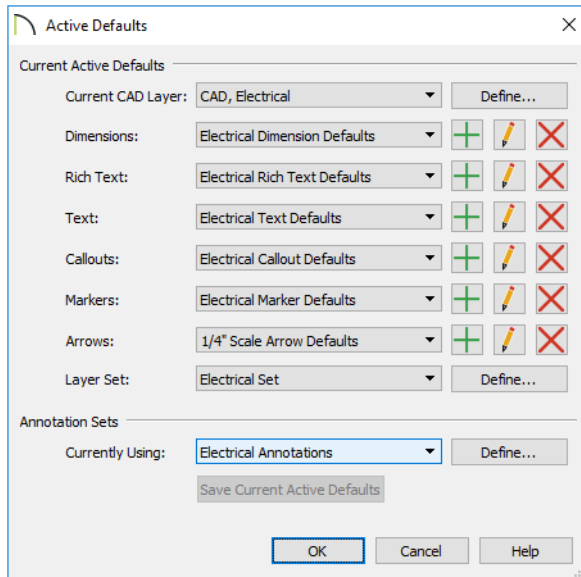 Active Defaults
Current Active Defaults
Current CAD Layer: CAD, Electrical Define...
Dimensions: Electrical Dimension Defaults
Rich Text: Electrical Rich Text Defaults
Text: Electrical Text Defaults
Callouts: Electrical Callout Defaults
Markers: Electrical Marker Defaults
Arrows: 1/4" Scale Arrow Defaults
Layer Set: Electrical Set Define...
Annotation Sets
Currently Using: Electrical Annotations Define...
Save Current Active Defaults
OK Cancel Help